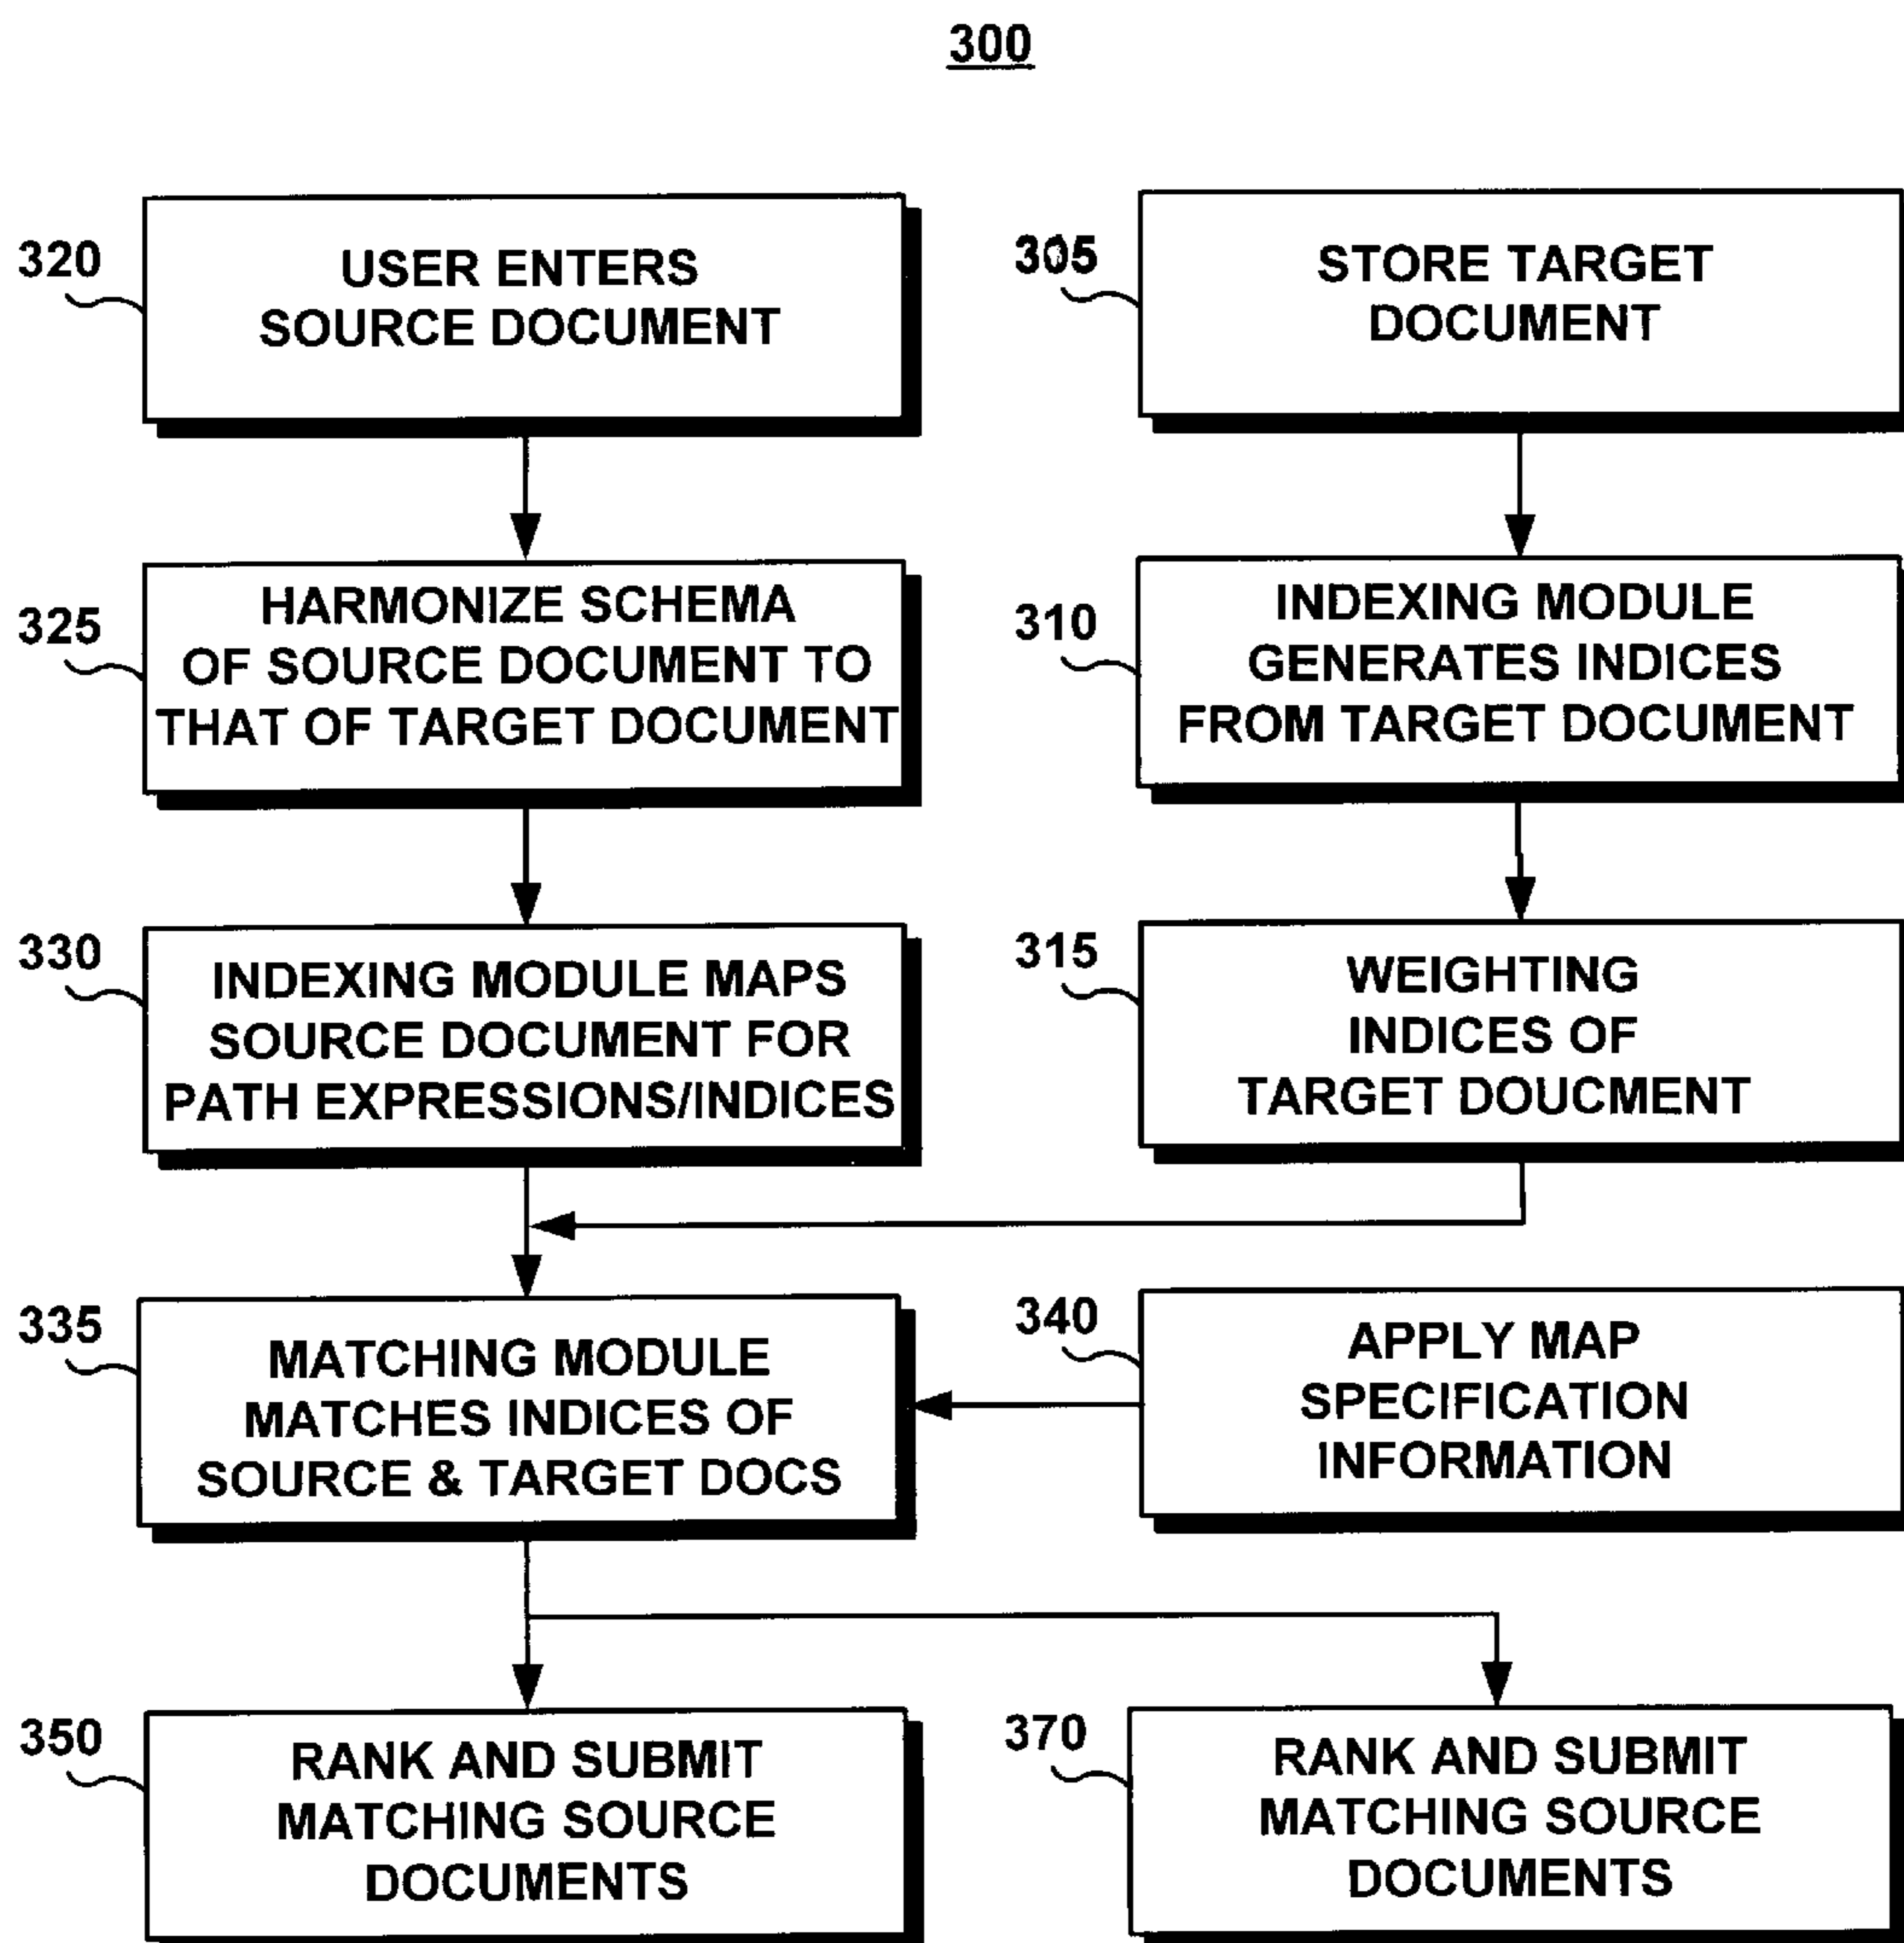 300
320
USER ENTERS
SOURCE DOCUMENT
305
STORE TARGET
DOCUMENT
325
HARMONIZE SCHEMA
OF SOURCE DOCUMENT TO
THAT OF TARGET DOCUMENT
310
INDEXING MODULE
GENERATES INDICES
FROM TARGET DOCUMENT
330
INDEXING MODULE MAPS
SOURCE DOCUMENT FOR
PATH EXPRESSIONS/INDICES
315
WEIGHTING
INDICES OF
TARGET DOUCMENT
335
MATCHING MODULE
MATCHES INDICES OF
SOURCE & TARGET DOCS
340
APPLY MAP
SPECIFICATION
INFORMATION
350
RANK AND SUBMIT
MATCHING SOURCE
DOCUMENTS
370
RANK AND SUBMIT
MATCHING SOURCE
DOCUMENTS